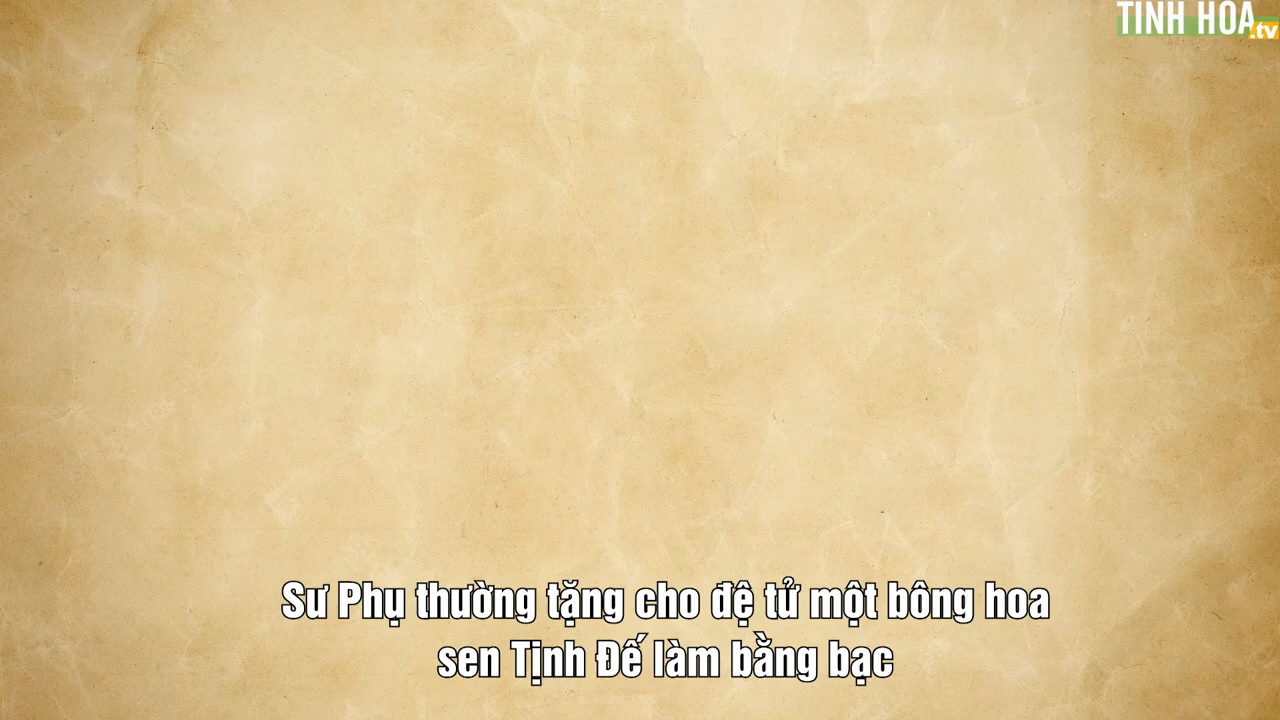 TINH HOA
.tv
Sư Phụ thường tặng cho đệ tử một bông hoa
sen Tịnh Đế làm bằng bạc